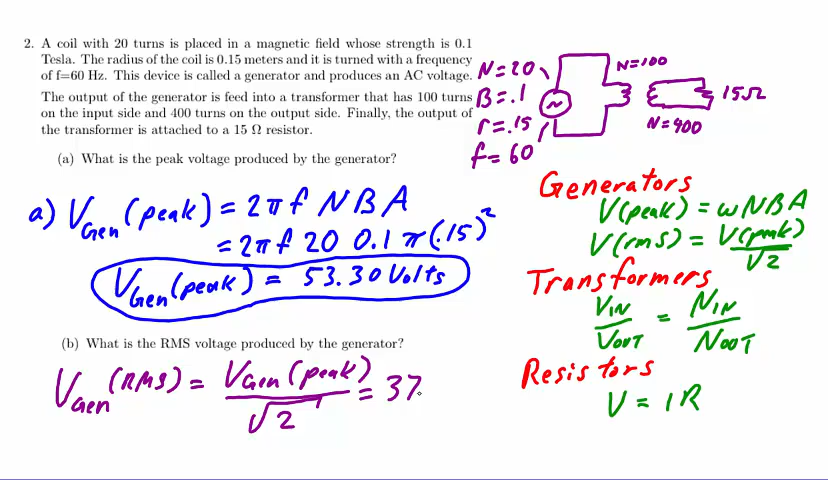 2. A coil with 20 turns is placed in a magnetic field whose strength is 0.1
Tesla. The radius of the coil is 0.15 meters and it is turned with a frequency
of f=60 Hz. This device is called a generator and produces an AC voltage.
The output of the generator is feed into a transformer that has 100 turns
on the input side and 400 turns on the output side. Finally, the output of
the transformer is attached to a 15 Ω resistor.
(a) What is the peak voltage produced by the generator?
N=20
B=.1
r=.15
f=60
N=100
15Ω
N=400
a) VGen (peak) = 2π f N B A
= 2π f 20 0.1 π(.15)²
VGen (peak) = 53.30 Volts
(b) What is the RMS voltage produced by the generator?
VGen (RMS) = VGen (peak) / √2 = 37.
Generators
V(peak) = ωNBA
V(rms) = V(peak) / √2
Transformers
VIN / VOUT = NIN / NOUT
Resistors
V = IR